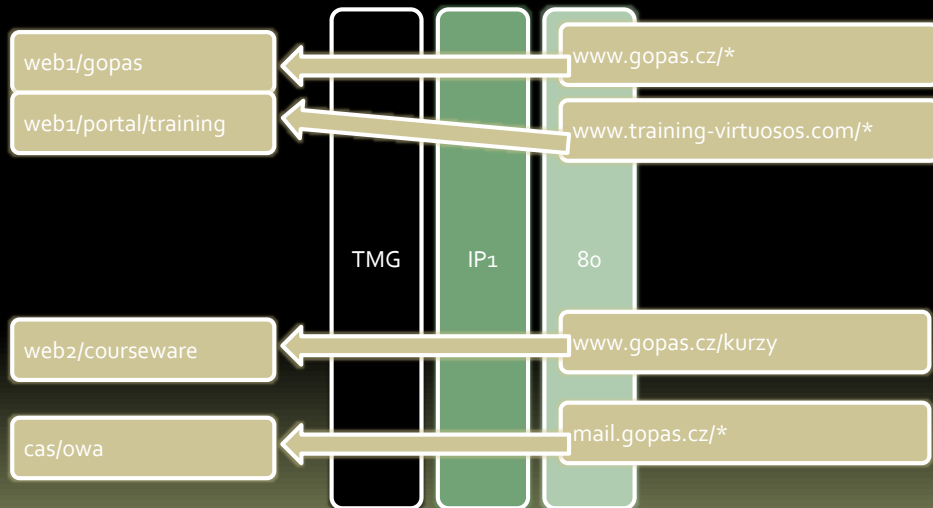 web1/gopas
www.gopas.cz/*
web1/portal/training
www.training-virtuosos.com/*
TMG
IP1
80
web2/courseware
www.gopas.cz/kurzy
cas/owa
mail.gopas.cz/*